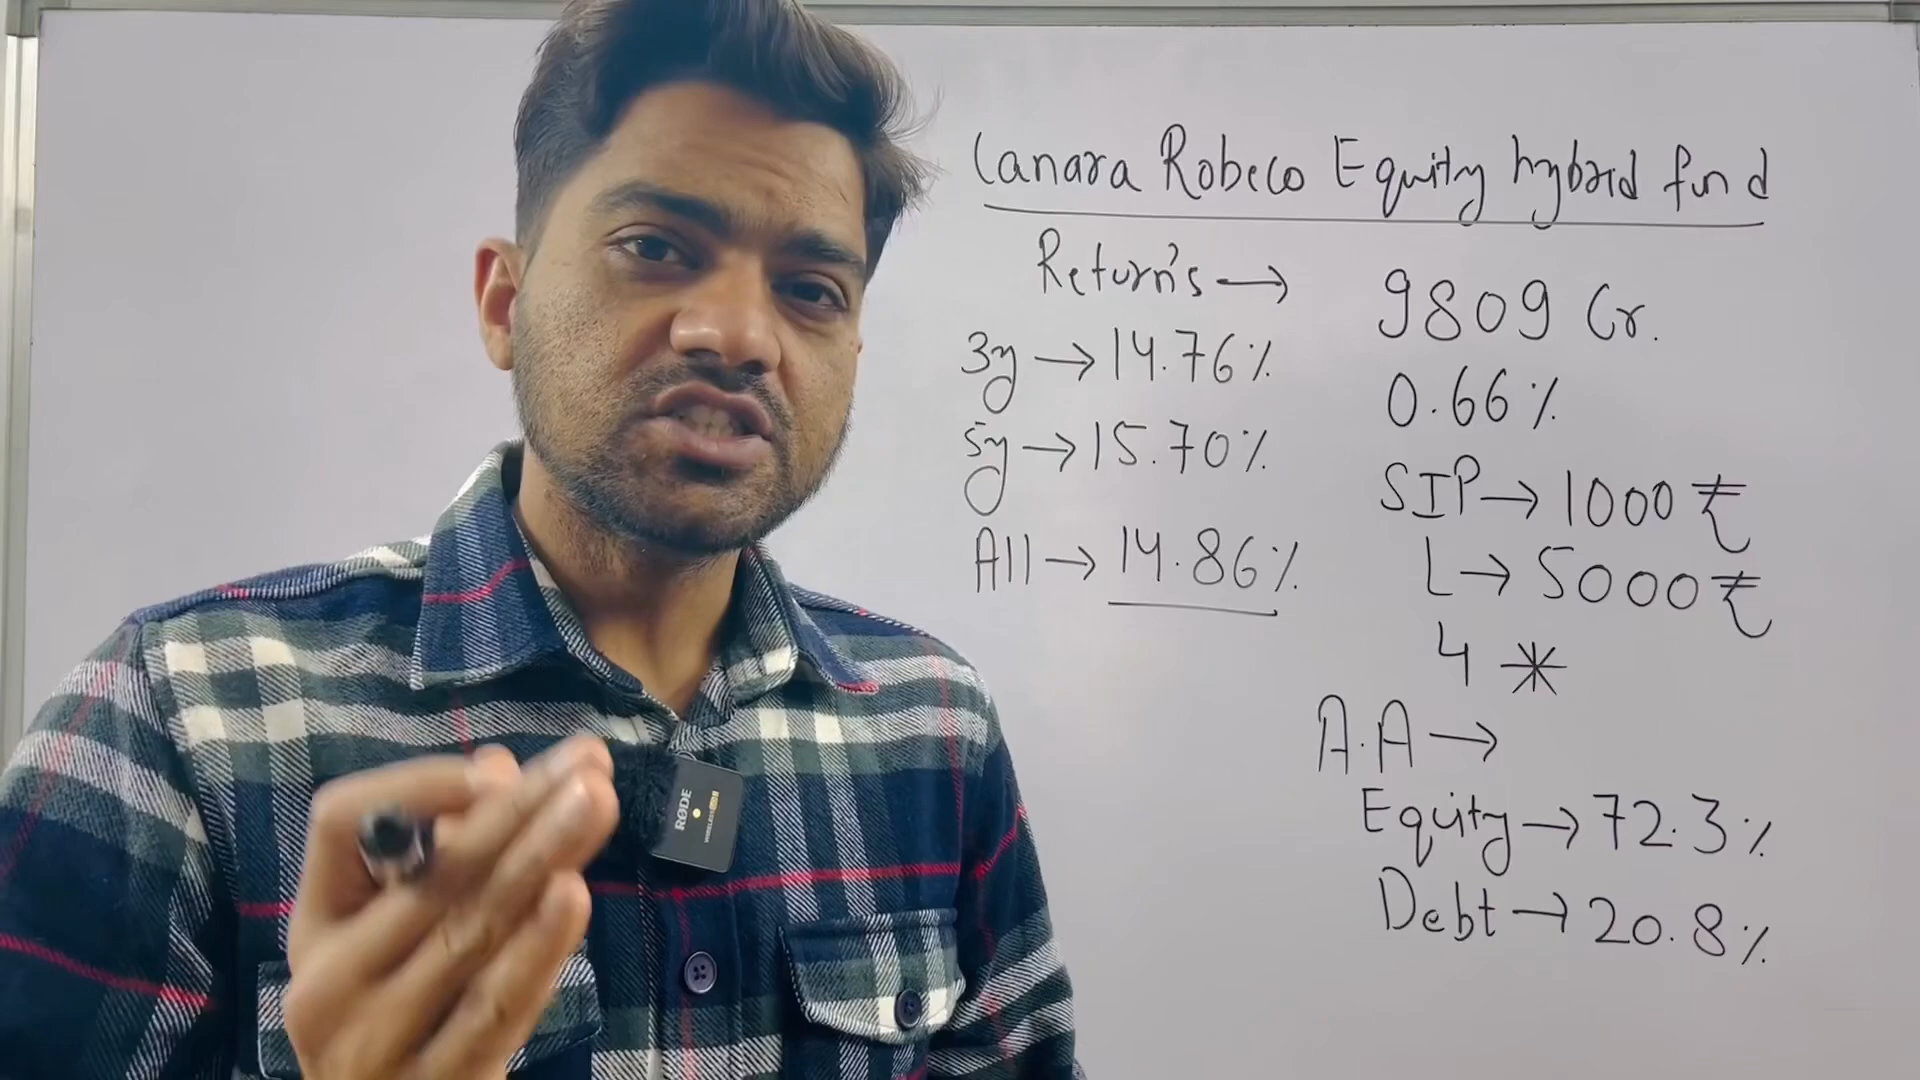 Canara Robeco Equity hybrid fund
Return's →
3y → 14.76%
5y → 15.70%
All → 14.86%
9809 Cr.
0.66%
SIP → 1000 ₹
L → 5000 ₹
4 *
A.A →
Equity → 72.3%
Debt → 20.8%
RØDE